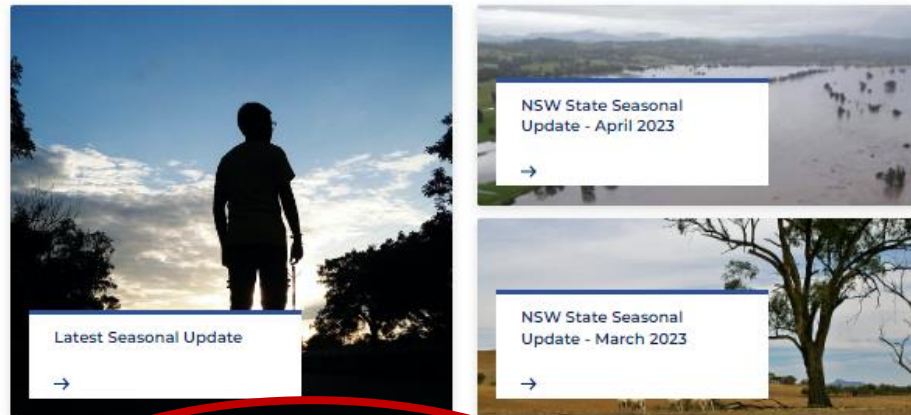 Latest Seasonal Update
NSW State Seasonal
Update - April 2023
NSW State Seasonal
Update - March 2023